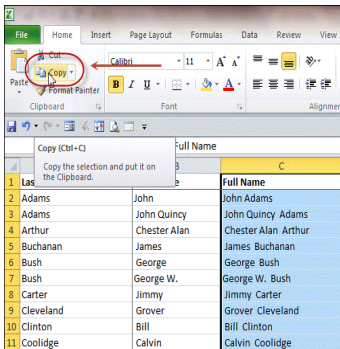 File Home Insert Page Layout Formulas Data Review View
Cut
Calibri 11 A A
Copy
Paste
Format Painter
B I U A
Clipboard Font Alignmen
Copy (Ctrl+C)
Full Name
Copy the selection and put it on
the Clipboard.
C
1 Las Full Name
2 Adams John John Adams
3 Adams John Quincy John Quincy Adams
4 Arthur Chester Alan Chester Alan Arthur
5 Buchanan James James Buchanan
6 Bush George George Bush
7 Bush George W. George W. Bush
8 Carter Jimmy Jimmy Carter
9 Cleveland Grover Grover Cleveland
10 Clinton Bill Bill Clinton
11 Coolidge Calvin Calvin Coolidge